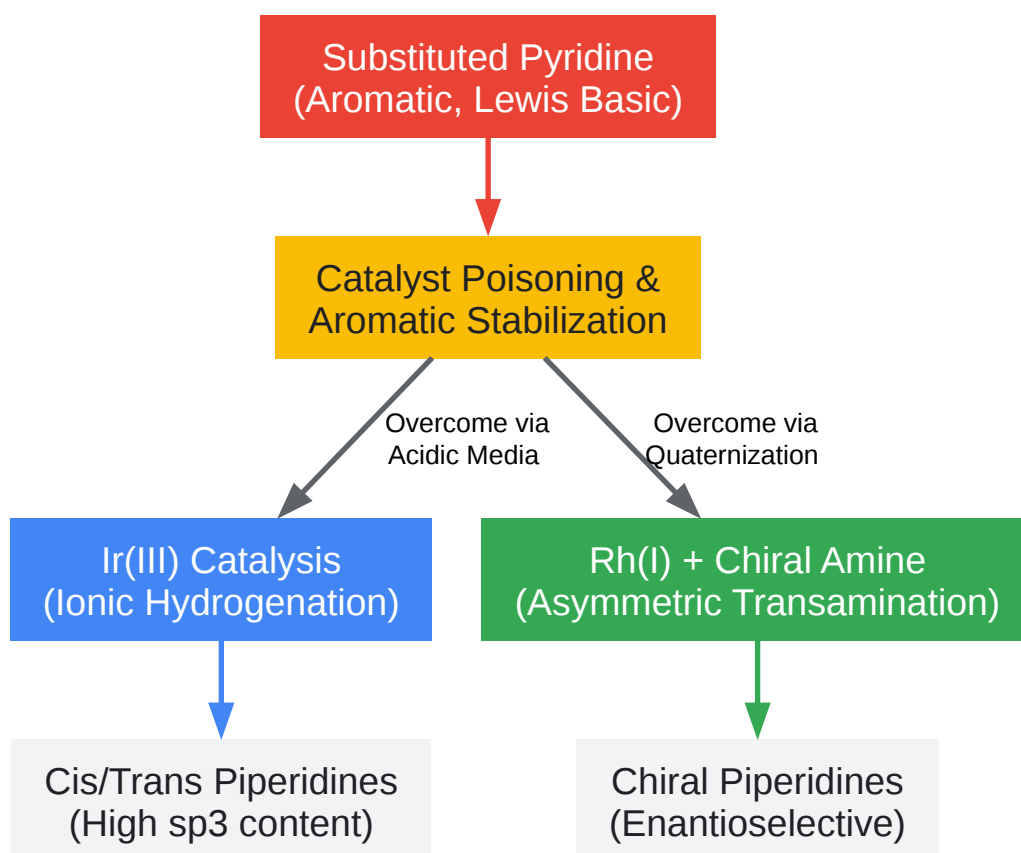 Substituted Pyridine
(Aromatic, Lewis Basic)
Catalyst Poisoning &
Aromatic Stabilization
Overcome via
Acidic Media
Overcome via
Quaternization
Ir(III) Catalysis
(Ionic Hydrogenation)
Rh(I) + Chiral Amine
(Asymmetric Transamination)
Cis/Trans Piperidines
(High sp3 content)
Chiral Piperidines
(Enantioselective)